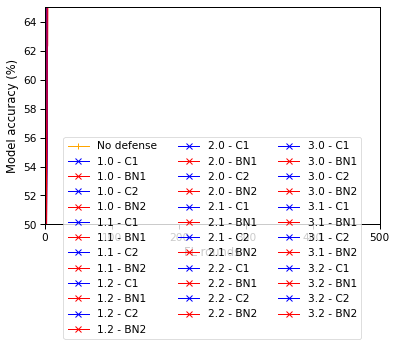 64
62
60
58
56
54
52
50
Model accuracy (%)
No defense
1.0 - C1
1.0 - BN1
1.0 - C2
1.0 - BN2
1.1 - C1
1.1 - BN1
1.1 - C2
1.1 - BN2
1.2 - C1
1.2 - BN1
1.2 - C2
1.2 - BN2
2.0 - C1
2.0 - BN1
2.0 - C2
2.0 - BN2
2.1 - C1
2.1 - BN1
2.1 - C2
2.1 - BN2
2.2 - C1
2.2 - BN1
2.2 - C2
2.2 - BN2
3.0 - C1
3.0 - BN1
3.0 - C2
3.0 - BN2
3.1 - C1
3.1 - BN1
3.1 - C2
3.1 - BN2
3.2 - C1
3.2 - BN1
3.2 - C2
3.2 - BN2
0
500